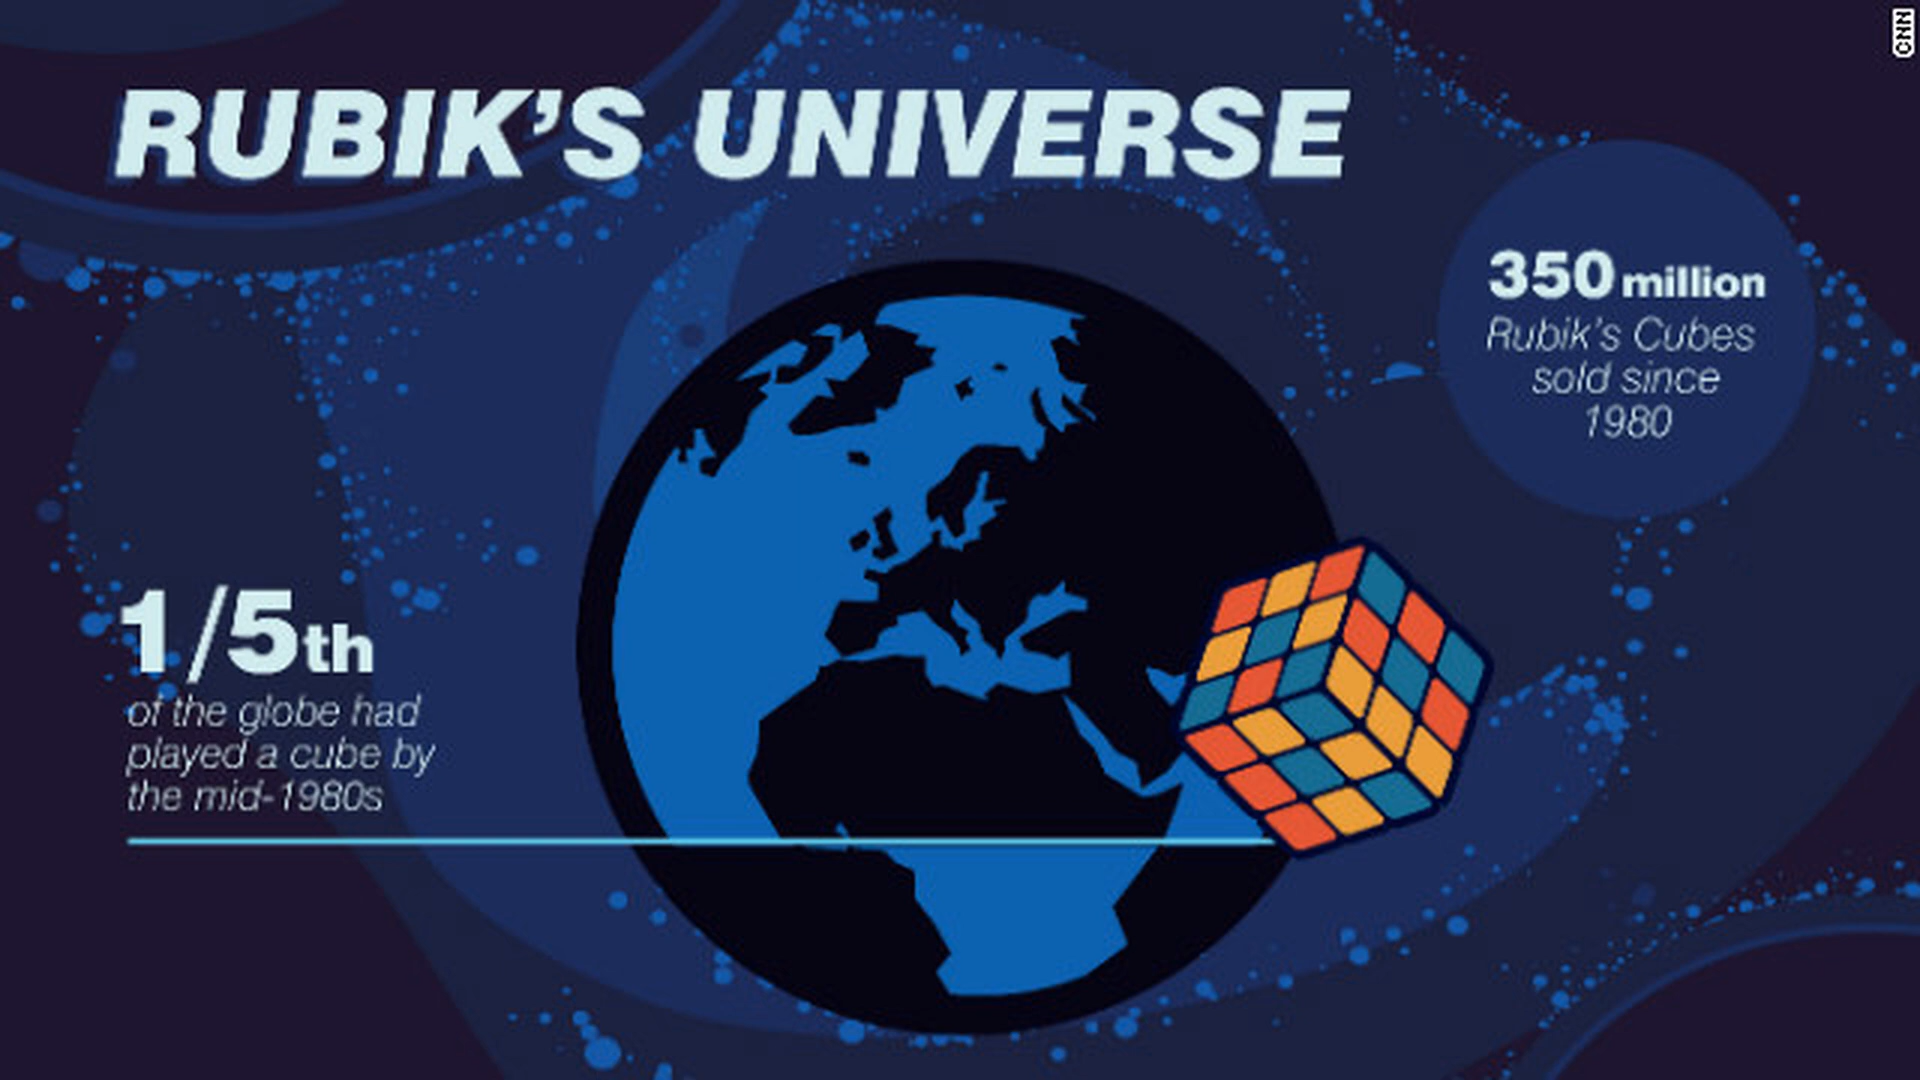 CNN
RUBIK'S UNIVERSE
350 million
Rubik's Cubes
sold since
1980
1/5th
of the globe had
played a cube by
the mid-1980s